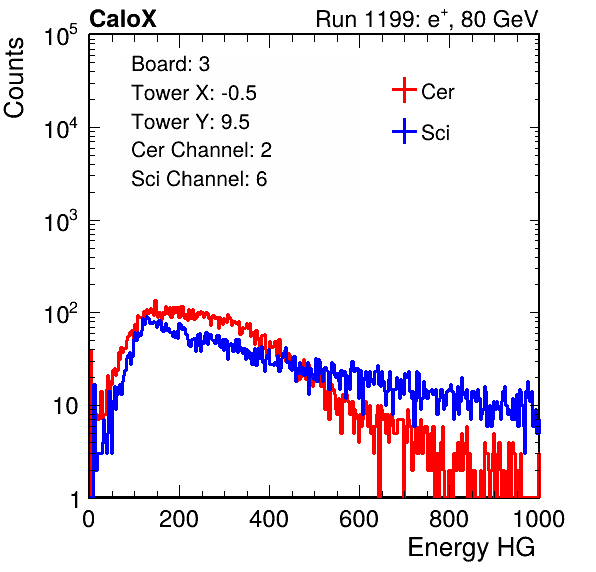 CaloX Run 1199: e⁺, 80 GeV
Counts
Board: 3
Tower X: -0.5
Tower Y: 9.5
Cer Channel: 2
Sci Channel: 6
Cer
Sci
10⁵
10⁴
10³
10²
10
1
0 200 400 600 800 1000
Energy HG